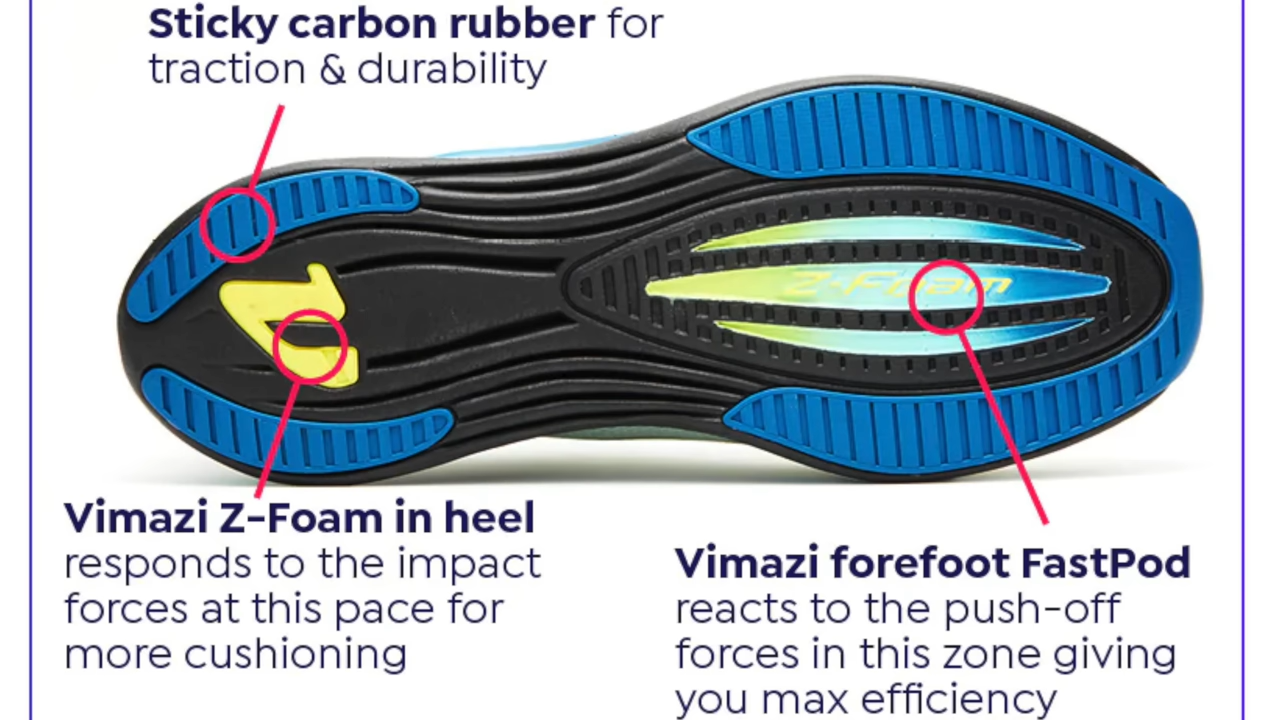 Sticky carbon rubber for
traction & durability
Z-Foam
Vimazi Z-Foam in heel
responds to the impact
forces at this pace for
more cushioning
Vimazi forefoot FastPod
reacts to the push-off
forces in this zone giving
you max efficiency